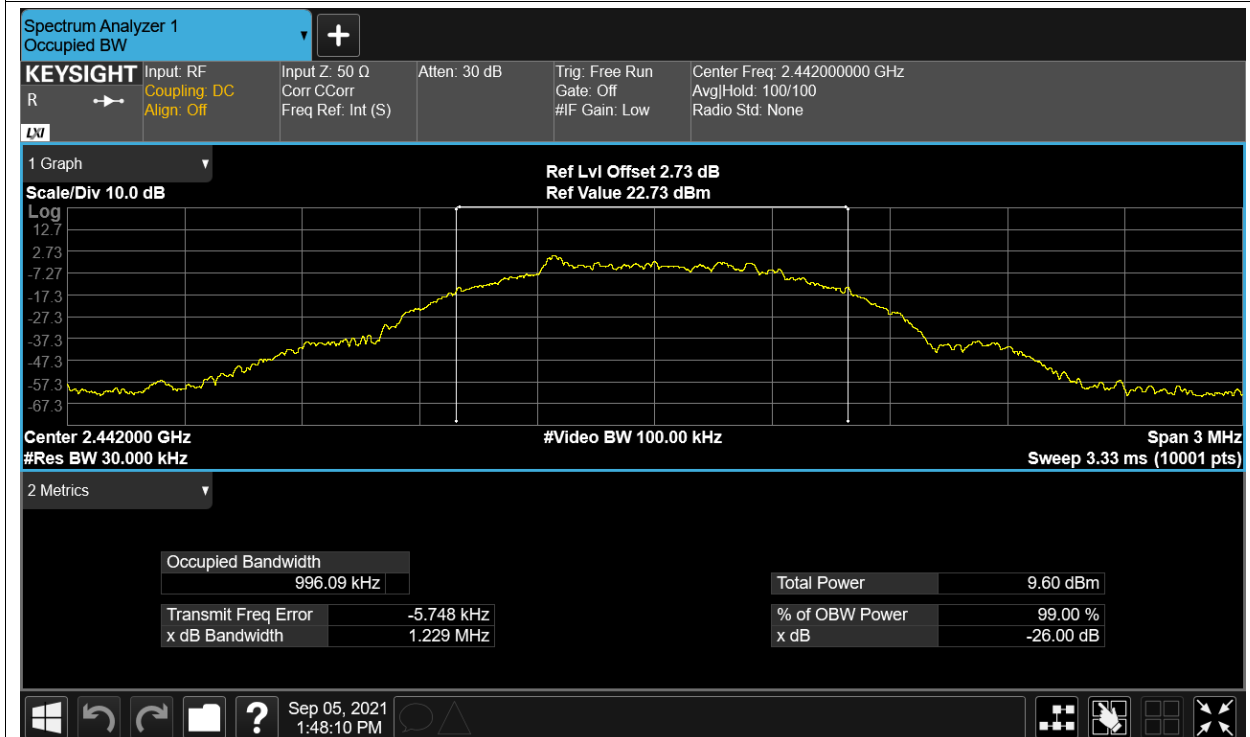 Spectrum Analyzer 1
Occupied BW
+
KEYSIGHT Input: RF Input Z: 50 Ω Atten: 30 dB Trig: Free Run Center Freq: 2.442000000 GHz
R Coupling: DC Corr CCorr Gate: Off Avg|Hold: 100/100
Align: Off Freq Ref: Int (S) #IF Gain: Low Radio Std: None
LXI
1 Graph
Ref Lvl Offset 2.73 dB
Scale/Div 10.0 dB Ref Value 22.73 dBm
Log
12.7
2.73
-7.27
-17.3
-27.3
-37.3
-47.3
-57.3
-67.3
Center 2.442000 GHz #Video BW 100.00 kHz Span 3 MHz
#Res BW 30.000 kHz Sweep 3.33 ms (10001 pts)
2 Metrics
Occupied Bandwidth
996.09 kHz Total Power 9.60 dBm
Transmit Freq Error -5.748 kHz % of OBW Power 99.00 %
x dB Bandwidth 1.229 MHz x dB -26.00 dB
? Sep 05, 2021
1:48:10 PM